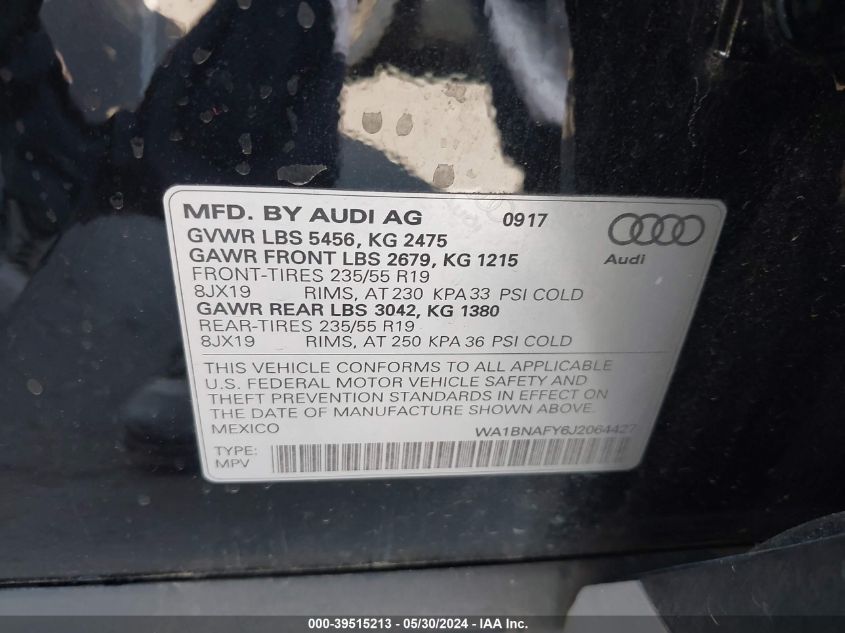 MFD. BY AUDI AG 0917
GVWR LBS 5456, KG 2475
GAWR FRONT LBS 2679, KG 1215
Audi
FRONT-TIRES 235/55 R19
8JX19 RIMS, AT 230 KPA 33 PSI COLD
GAWR REAR LBS 3042, KG 1380
REAR-TIRES 235/55 R19
8JX19 RIMS, AT 250 KPA 36 PSI COLD
THIS VEHICLE CONFORMS TO ALL APPLICABLE
U.S. FEDERAL MOTOR VEHICLE SAFETY AND
THEFT PREVENTION STANDARDS IN EFFECT ON
THE DATE OF MANUFACTURE SHOWN ABOVE.
MEXICO WA1BNAFY6J2064427
TYPE:
MPV
000-39515213 - 05/30/2024 - WWW.IAAI.COM